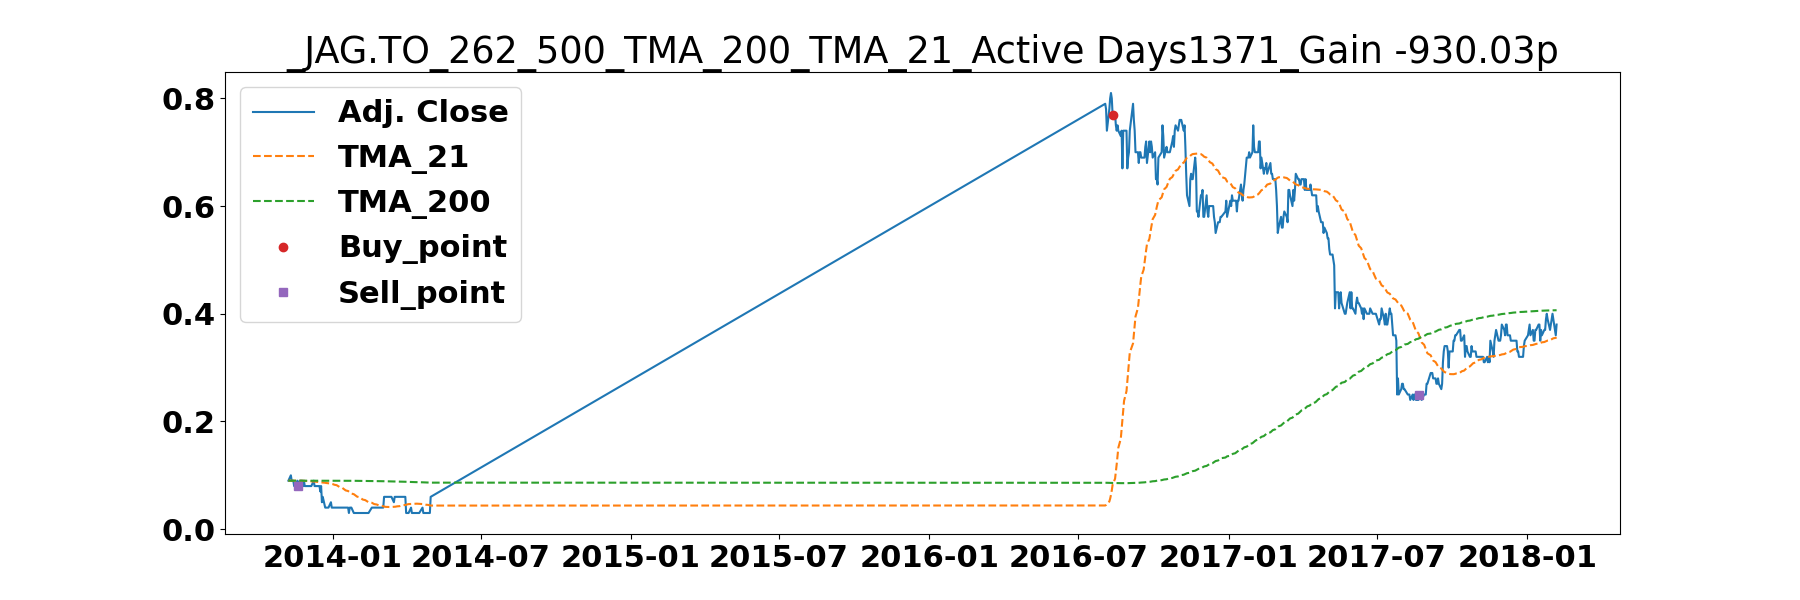 _JAG.TO_262_500_TMA_200_TMA_21_Active Days1371_Gain -930.03p
0.8
0.6
0.4
0.2
0.0
Adj. Close
TMA_21
TMA_200
Buy_point
Sell_point
2014-01 2014-07 2015-01 2015-07 2016-01 2016-07 2017-01 2017-07 2018-01